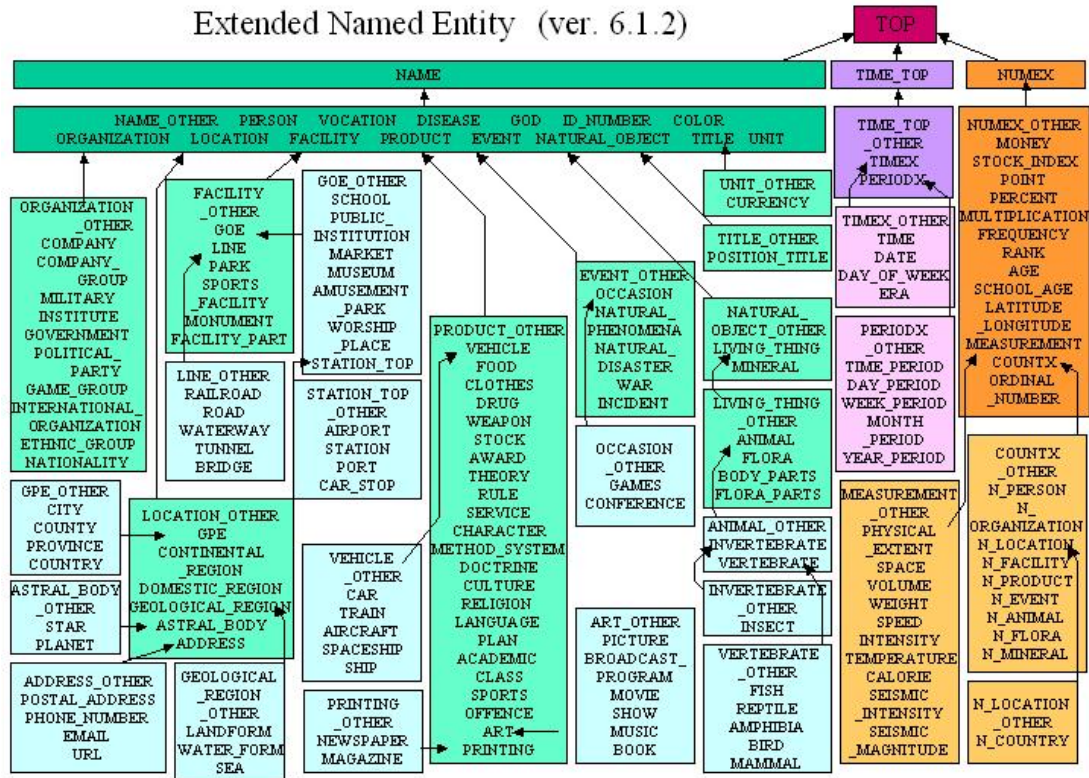 Extended Named Entity (ver. 6.1.2)
TOP
NAME
TIME_TOP
NUMEX
NAME_OTHER PERSON VOCATION DISEASE GOD ID_NUMBER COLOR
ORGANIZATION LOCATION FACILITY PRODUCT EVENT NATURAL_OBJECT TITLE UNIT
TIME_TOP
_OTHER
TIMEX
PERIODX
NUMEX_OTHER
MONEY
STOCK_INDEX
POINT
PERCENT
MULTIPLICATION
FREQUENCY
RANK
AGE
SCHOOL_AGE
LATITUDE
_LONGITUDE
MEASUREMENT
COUNTX
ORDINAL
_NUMBER
ORGANIZATION
_OTHER
COMPANY
COMPANY_
GROUP
MILITARY
INSTITUTE
GOVERNMENT
POLITICAL_
PARTY
GAME_GROUP
INTERNATIONAL_
ORGANIZATION
ETHNIC_GROUP
NATIONALITY
FACILITY
_OTHER
GOE
LINE
PARK
SPORTS
_FACILITY
MONUMENT
FACILITY_PART
GOE_OTHER
SCHOOL
PUBLIC_
INSTITUTION
MARKET
MUSEUM
AMUSEMENT
_PARK
WORSHIP
_PLACE
STATION_TOP
UNIT_OTHER
CURRENCY
TITLE_OTHER
POSITION_TITLE
TIMEX_OTHER
TIME
DATE
DAY_OF_WEEK
ERA
EVENT_OTHER
OCCASION
NATURAL_
PHENOMENA
NATURAL_
DISASTER
WAR
INCIDENT
NATURAL_
OBJECT_OTHER
LIVING_THING
MINERAL
PERIODX
_OTHER
TIME_PERIOD
DAY_PERIOD
WEEK_PERIOD
MONTH
_PERIOD
YEAR_PERIOD
PRODUCT_OTHER
VEHICLE
FOOD
CLOTHES
DRUG
WEAPON
STOCK
AWARD
THEORY
RULE
SERVICE
CHARACTER
METHOD_SYSTEM
DOCTRINE
CULTURE
RELIGION
LANGUAGE
PLAN
ACADEMIC
CLASS
SPORTS
OFFENCE
ART
PRINTING
LINE_OTHER
RAILROAD
ROAD
WATERWAY
TUNNEL
BRIDGE
STATION_TOP
_OTHER
AIRPORT
STATION
PORT
CAR_STOP
LIVING_THING
_OTHER
ANIMAL
FLORA
BODY_PARTS
FLORA_PARTS
OCCASION
_OTHER
GAMES
CONFERENCE
COUNTX
_OTHER
N_PERSON
N_
ORGANIZATION
N_LOCATION
N_FACILITY
N_PRODUCT
N_EVENT
N_ANIMAL
N_FLORA
N_MINERAL
GPE_OTHER
CITY
COUNTY
PROVINCE
COUNTRY
LOCATION_OTHER
GPE
CONTINENTAL
_REGION
DOMESTIC_REGION
GEOLOGICAL_REGION
ASTRAL_BODY
ADDRESS
MEASUREMENT
_OTHER
PHYSICAL
_EXTENT
SPACE
VOLUME
WEIGHT
SPEED
INTENSITY
TEMPERATURE
CALORIE
SEISMIC
_INTENSITY
SEISMIC
_MAGNITUDE
ANIMAL_OTHER
INVERTEBRATE
VERTEBRATE
VEHICLE
_OTHER
CAR
TRAIN
AIRCRAFT
SPACESHIP
SHIP
ASTRAL_BODY
_OTHER
STAR
PLANET
INVERTEBRATE
_OTHER
INSECT
ART_OTHER
PICTURE
BROADCAST_
PROGRAM
MOVIE
SHOW
MUSIC
BOOK
ADDRESS_OTHER
POSTAL_ADDRESS
PHONE_NUMBER
EMAIL
URL
GEOLOGICAL
_REGION
_OTHER
LANDFORM
WATER_FORM
SEA
PRINTING
_OTHER
NEWSPAPER
MAGAZINE
VERTEBRATE
_OTHER
FISH
REPTILE
AMPHIBIA
BIRD
MAMMAL
N_LOCATION
_OTHER
N_COUNTRY